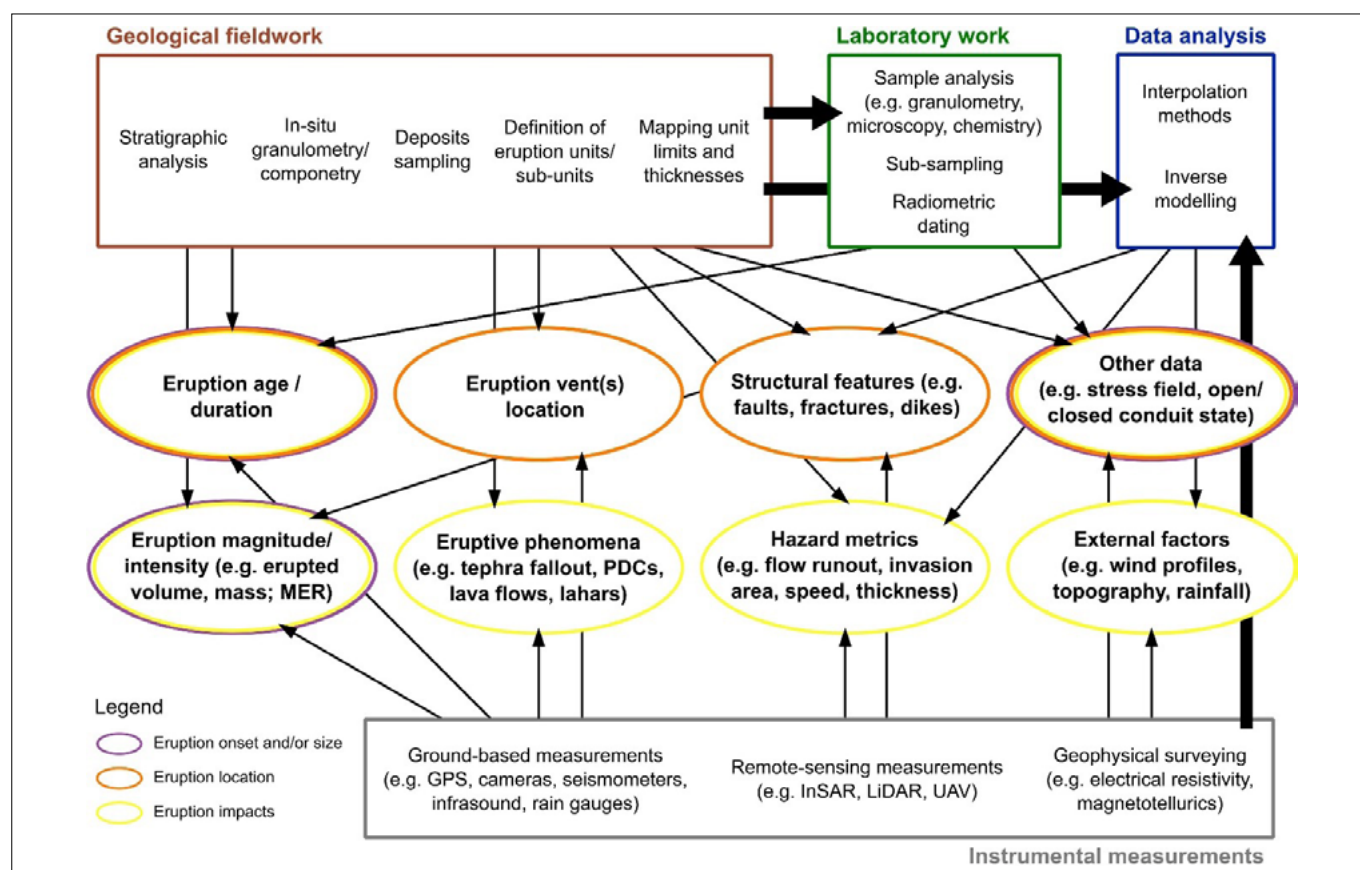 Geological fieldwork
Laboratory work
Data analysis
Stratigraphic
analysis
In-situ
granulometry/
componetry
Deposits
sampling
Definition of
eruption units/
sub-units
Mapping unit
limits and
thicknesses
Sample analysis
(e.g. granulometry,
microscopy, chemistry)
Sub-sampling
Radiometric
dating
Interpolation
methods
Inverse
modelling
Eruption age /
duration
Eruption vent(s)
location
Structural features (e.g.
faults, fractures, dikes)
Other data
(e.g. stress field, open/
closed conduit state)
Eruption magnitude/
intensity (e.g. erupted
volume, mass; MER)
Eruptive phenomena
(e.g. tephra fallout, PDCs,
lava flows, lahars)
Hazard metrics
(e.g. flow runout, invasion
area, speed, thickness)
External factors
(e.g. wind profiles,
topography, rainfall)
Legend
Eruption onset and/or size
Eruption location
Eruption impacts
Ground-based measurements
(e.g. GPS, cameras, seismometers,
infrasound, rain gauges)
Remote-sensing measurements
(e.g. InSAR, LiDAR, UAV)
Geophysical surveying
(e.g. electrical resistivity,
magnetotellurics)
Instrumental measurements